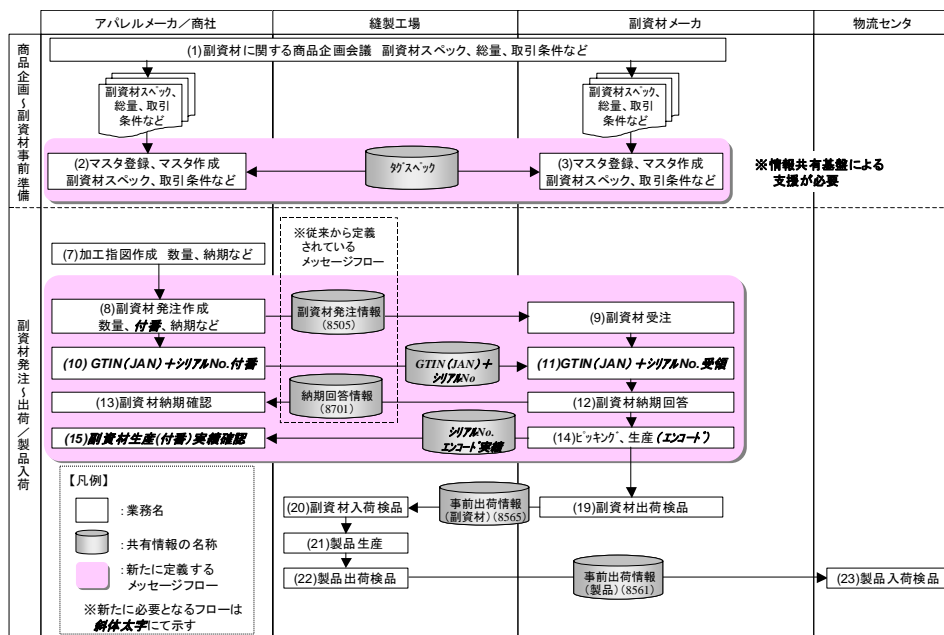 アパレルメーカ／商社
縫製工場
副資材メーカ
物流センタ
商品企画～副資材事前準備
(1)副資材に関する商品企画会議　副資材スペック、総量、取引条件など
副資材スペック、
総量、取引
条件など
副資材スペック、
総量、取引
条件など
(2)マスタ登録、マスタ作成
副資材スペック、取引条件など
タグスペック
(3)マスタ登録、マスタ作成
副資材スペック、取引条件など
※情報共有基盤による
支援が必要
副資材発注～出荷／製品入荷
※従来から定義
されている
メッセージフロー
(7)加工指図作成　数量、納期など
(8)副資材発注作成
数量、付番、納期など
副資材発注情報
(8505)
(9)副資材受注
(10) GTIN(JAN)＋シリアルNo.付番
GTIN(JAN)＋
シリアルNo
(11)GTIN(JAN)＋シリアルNo.受領
(13)副資材納期確認
納期回答情報
(8701)
(12)副資材納期回答
(15)副資材生産(付番)実績確認
シリアルNo.
エンコード実績
(14)ピッキング、生産(エンコード)
【凡例】
：業務名
：共有情報の名称
：新たに定義する
メッセージフロー
※新たに必要となるフローは
斜体太字にて示す
(20)副資材入荷検品
事前出荷情報
(副資材)(8565)
(19)副資材出荷検品
(21)製品生産
(22)製品出荷検品
事前出荷情報
(製品)(8561)
(23)製品入荷検品